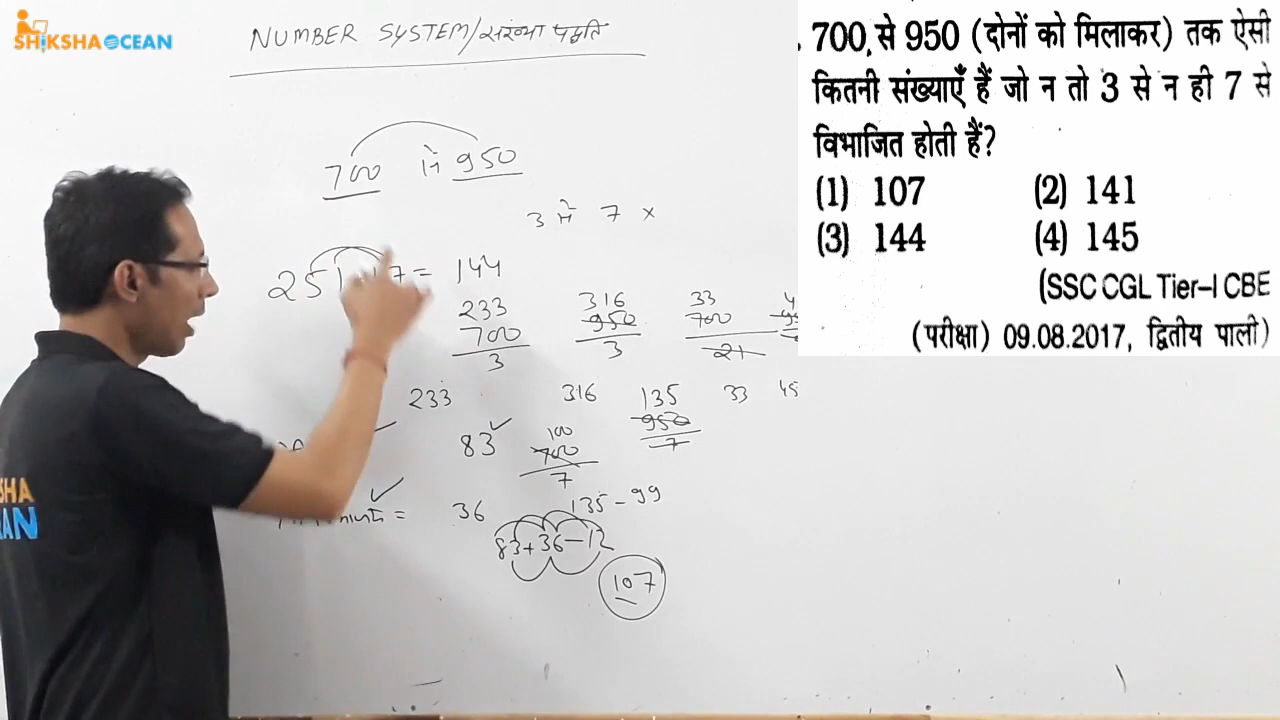 SHIKSHA OCEAN
NUMBER SYSTEM/संख्या पद्धति
700 से 950
3 से 7 ×
144
233 316 33
700 950 700
3 3 21
233 316 135 33 45
950
7
83 100
700
7
36 135 - 99
83+36-12
107
SHA
AN
700 से 950 (दोनों को मिलाकर) तक ऐसी
कितनी संख्याएँ हैं जो न तो 3 से न ही 7 से
विभाजित होती हैं?
(1) 107 (2) 141
(3) 144 (4) 145
(SSC CGL Tier-I CBE
(परीक्षा) 09.08.2017, द्वितीय पाली)